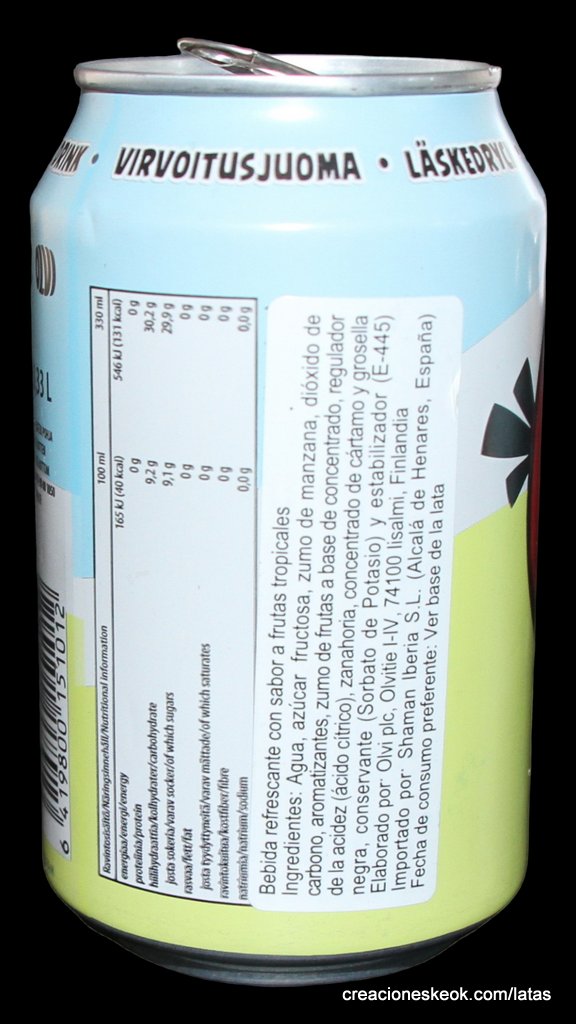 DRINK • VIRVOITUSJUOMA • LÄSKEDRYCK
33 L
6 419800 151012
Ravintosisältö/Näringsinnehåll/Nutritional information 100 ml 330 ml
energiaa/energi/energy 165 kJ (40 kcal) 546 kJ (131 kcal)
proteiinia/protein 0 g 0 g
hiilihydraattia/kolhydrater/carbohydrate 9,2 g 30,2 g
josta sokeria/varav socker/of which sugars 9,1 g 29,9 g
rasvaa/fett/fat 0 g 0 g
josta tyydyttyneitä/varav mättade/of which saturates 0 g 0 g
ravintokuitua/kostfiber/fibre 0 g 0 g
natriumia/natrium/sodium 0,0 g 0,0 g
Bebida refrescante con sabor a frutas tropicales
Ingredientes: Agua, azúcar fructosa, zumo de manzana, dióxido de
carbono, aromatizantes, zumo de frutas a base de concentrado, regulador
de la acidez (ácido cítrico), zanahoria, concentrado de cártamo y grosella
negra, conservante (Sorbato de Potasio) y estabilizador (E-445)
Elaborado por: Olvi plc, Olvitie I-IV, 74100 Iisalmi, Finlandia
Importado por: Shaman Iberia S.L. (Alcalá de Henares, España)
Fecha de consumo preferente: Ver base de la lata
creacioneskeok.com/latas